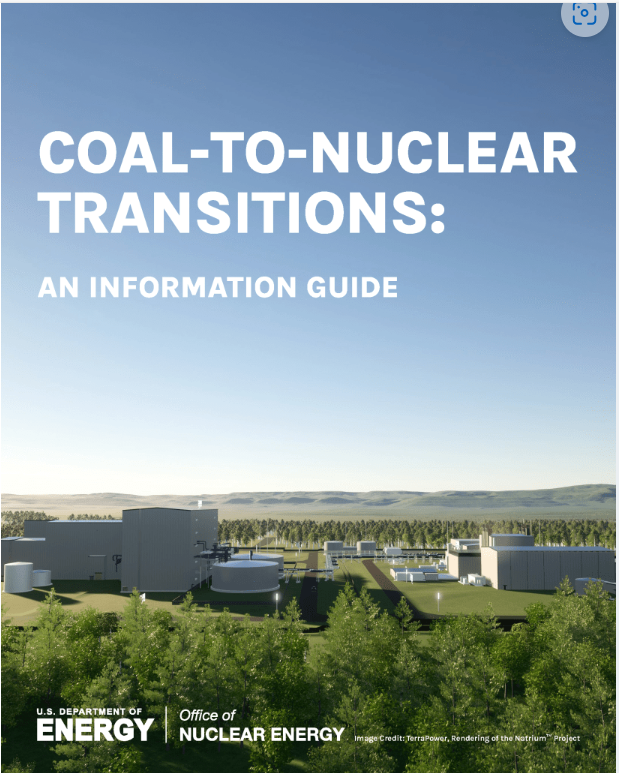 COAL-TO-NUCLEAR
TRANSITIONS:
AN INFORMATION GUIDE
U.S. DEPARTMENT OF
ENERGY
Office of
NUCLEAR ENERGY
Image Credit: TerraPower, Rendering of the Natrium™ Project